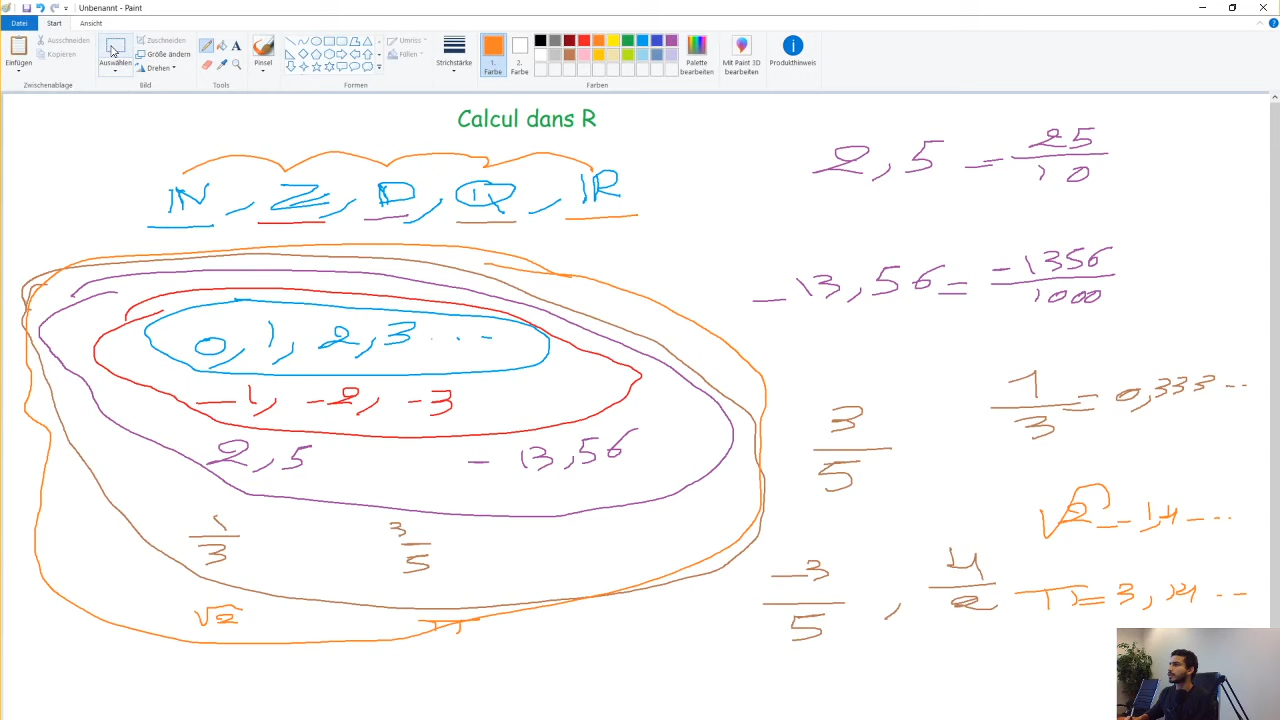 Unbenannt - Paint
Datei Start Ansicht
Einfügen
Ausschneiden
Kopieren
Zwischenablage
Auswählen
Zuschneiden
Größe ändern
Drehen
Bild
A
Tools
Pinsel
Formen
Umriss
Füllen
Strichstärke
1. Farbe
2. Farbe
Farben
Palette bearbeiten
Mit Paint 3D bearbeiten
Produkthinweis
Calcul dans R
IN, Z, D, Q, IR
0, 1, 2, 3 ...
-1, -2, -3
2,5 -13,56
1/3 3/5
√2 π
2,5 = 25/10
-13,56 = -1356/1000
3/5
1/3 = 0,333...
√2 = 1,4...
-3/5, 4/2
π = 3,14...